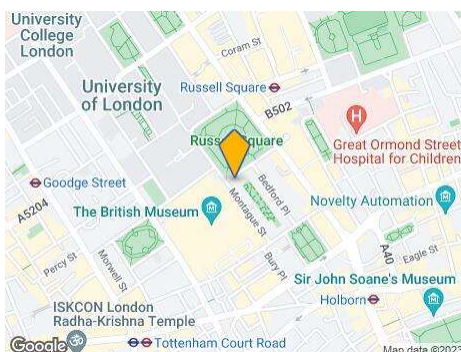 University
College
London
Coram St
University
of London
Russell Square
B502
Russell Square
Great Ormond Street
Hospital for Children
Goodge Street
A5204
The British Museum
Montague St
Bedford Pl
Novelty Automation
Percy St
Morwell St
Bury Pl
A40
Eagle St
Sir John Soane's Museum
Holborn
ISKCON London
Radha-Krishna Temple
Tottenham Court Road
Google
Map data ©2023